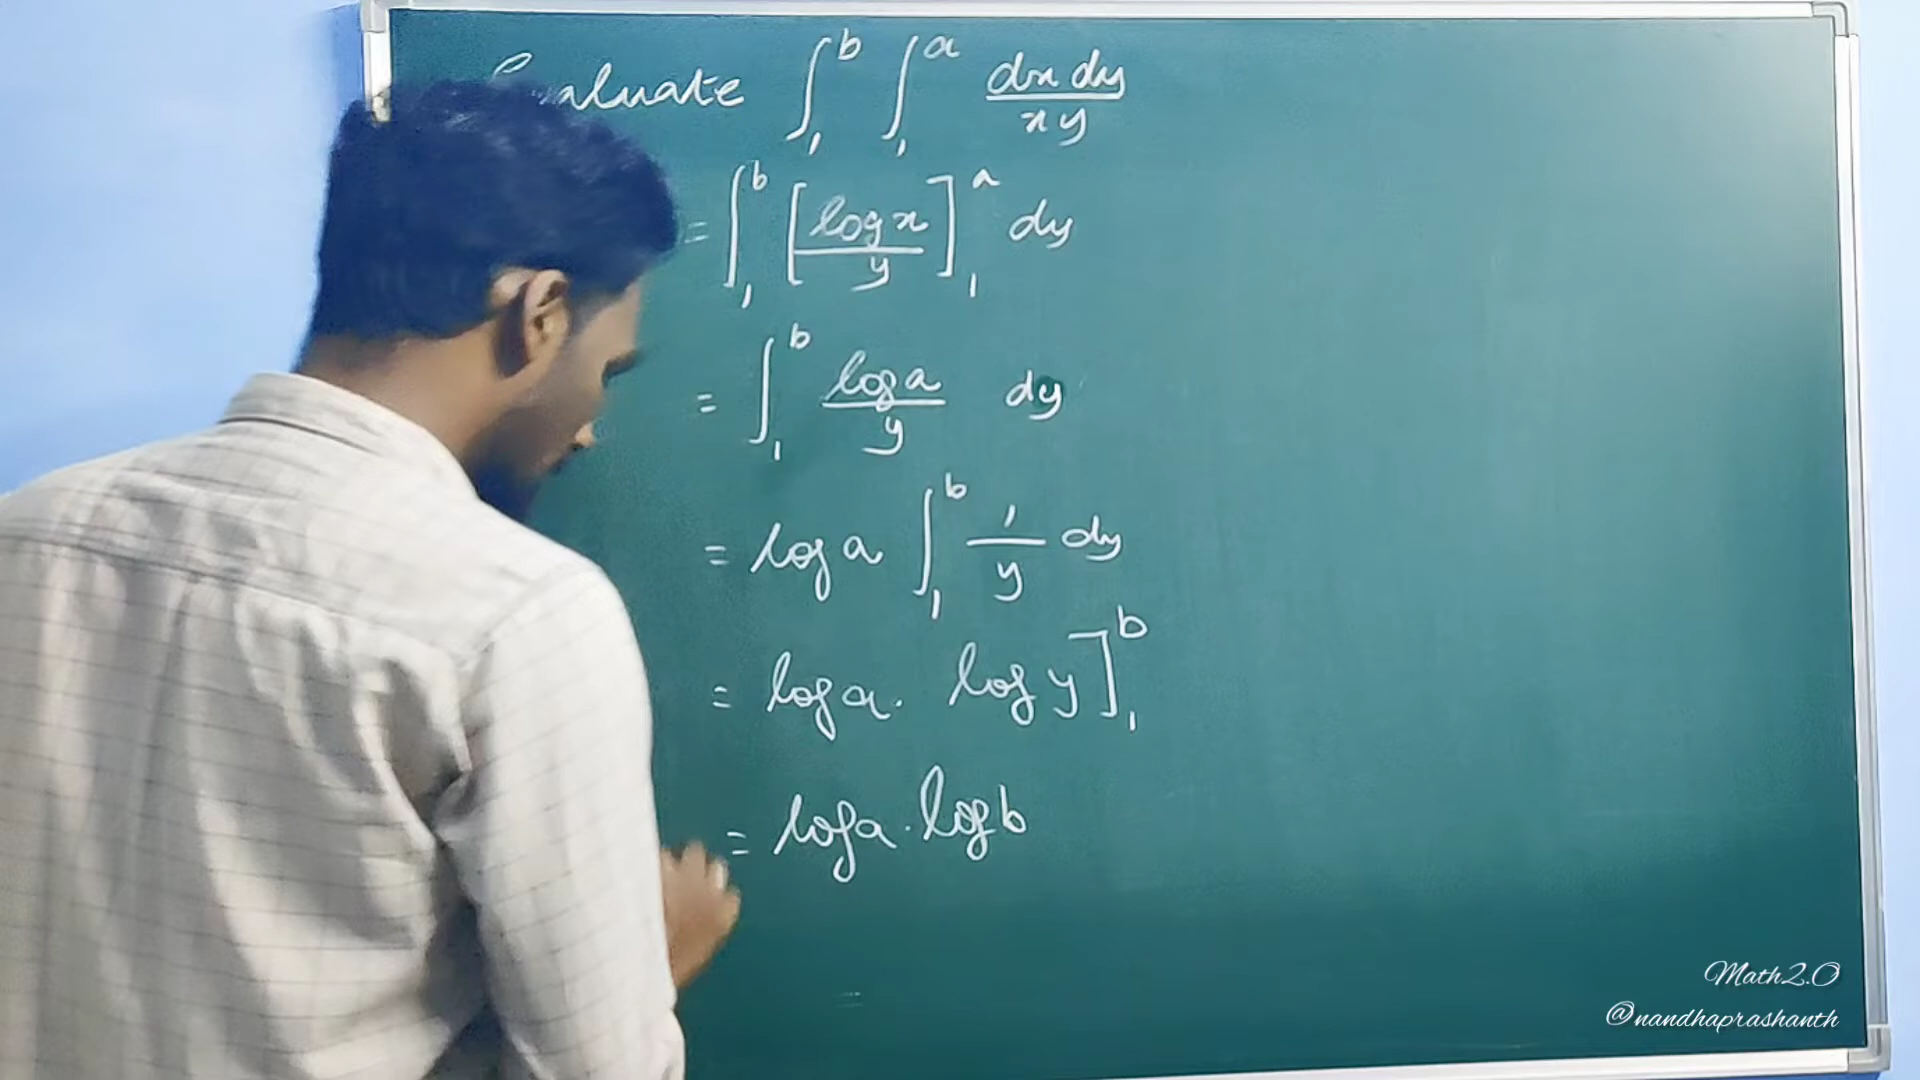 Evaluate ∫₁ᵇ ∫₁ᵃ dx dy / xy
= ∫₁ᵇ [log x / y]₁ᵃ dy
= ∫₁ᵇ log a / y dy
= log a ∫₁ᵇ 1/y dy
= log a . log y]₁ᵇ
= log a . log b
Math2.O
@nandhaprashanth